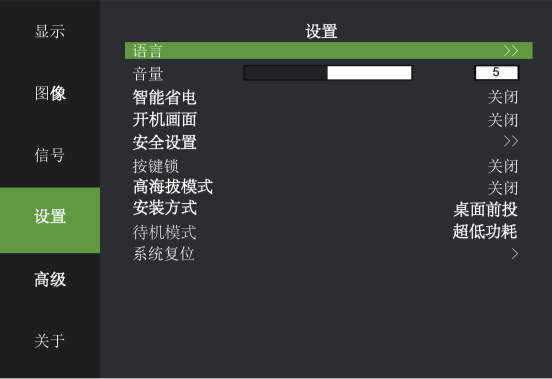 设置
显示
图像
信号
设置
高级
关于
语言 >>
音量 5
智能省电 关闭
开机画面 关闭
安全设置 >>
按键锁 关闭
高海拔模式 关闭
安装方式 桌面前投
待机模式 超低功耗
系统复位 >